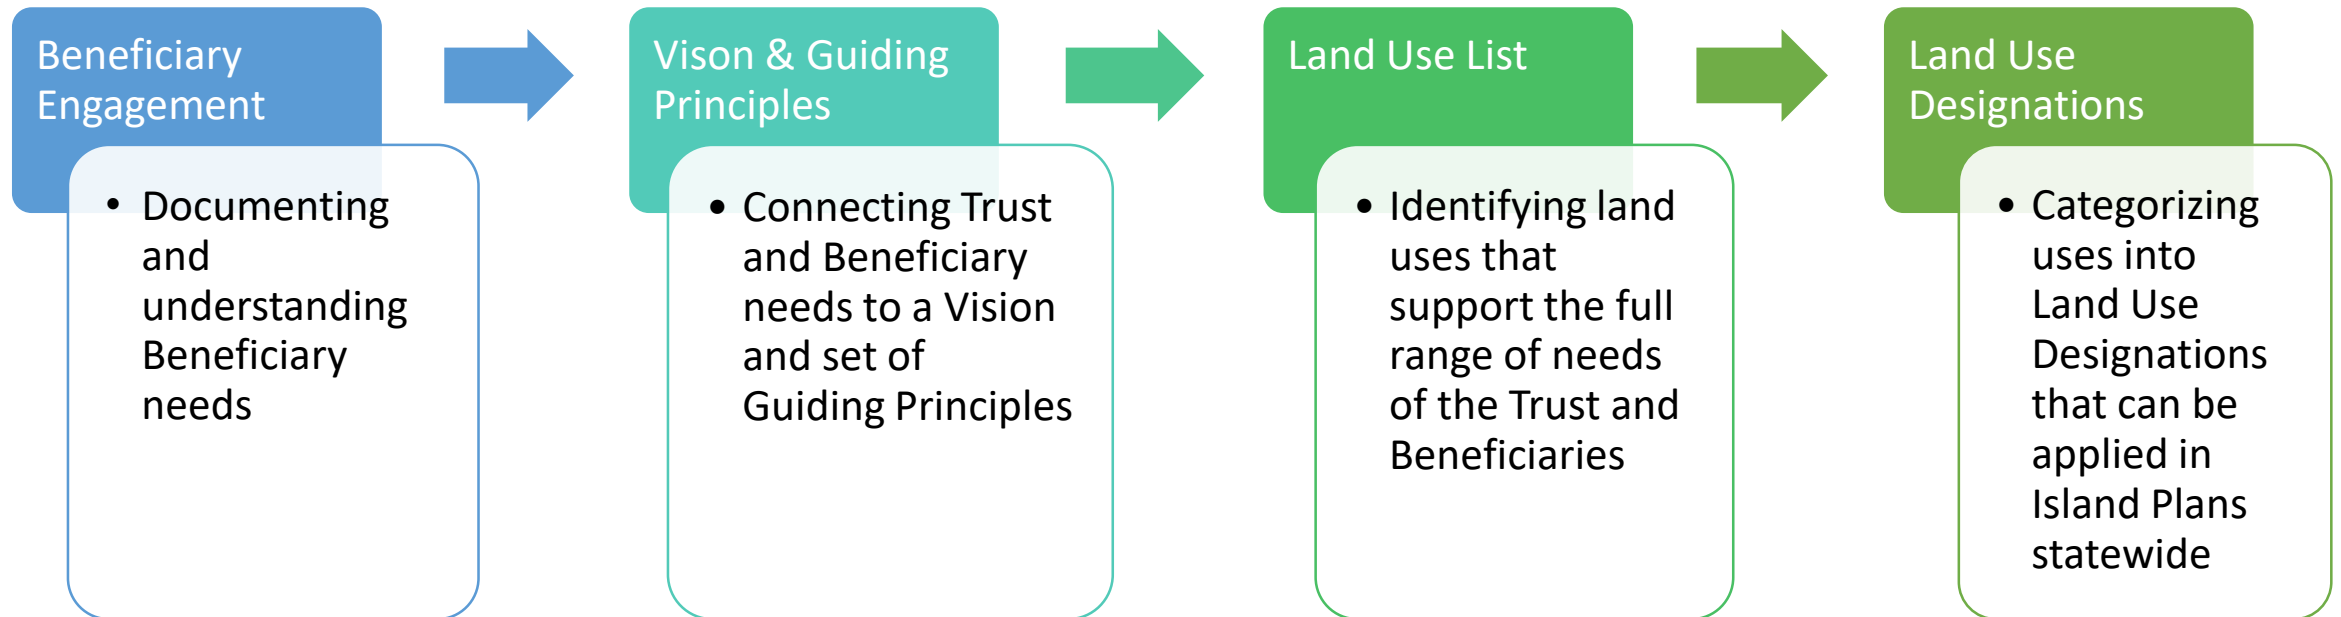 Beneficiary
Engagement
• Documenting
and
understanding
Beneficiary
needs
Vison & Guiding
Principles
• Connecting Trust
and Beneficiary
needs to a Vision
and set of
Guiding Principles
Land Use List
• Identifying land
uses that
support the full
range of needs
of the Trust and
Beneficiaries
Land Use
Designations
• Categorizing
uses into
Land Use
Designations
that can be
applied in
Island Plans
statewide